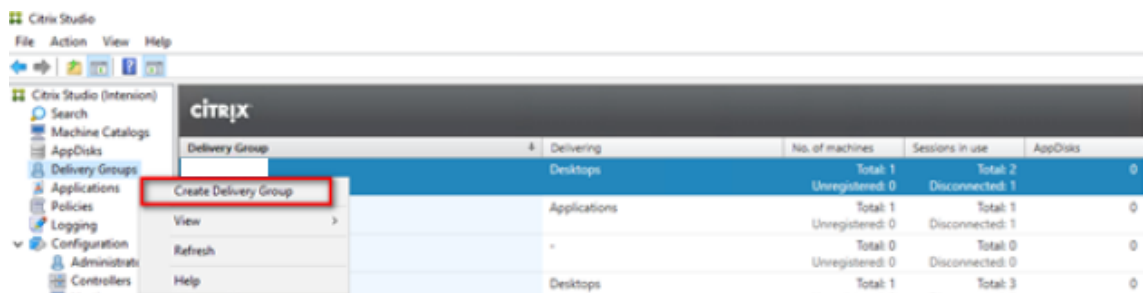 Citrix Studio
File Action View Help
Citrix Studio (Intension)
Search
Machine Catalogs
AppDisks
Delivery Groups
Applications
Policies
Logging
Configuration
Administrat
Controllers
CİTRIX
Delivery Group Delivering No. of machines Sessions in use AppDisks
Desktops Total: 1 Total: 2 0
Unregistered: 0 Disconnected: 1
Applications Total: 1 Total: 1 0
Unregistered: 0 Disconnected: 1
- Total: 0 Total: 0 0
Unregistered: 0 Disconnected: 0
Desktops Total: 1 Total: 3 0
Create Delivery Group
View
Refresh
Help